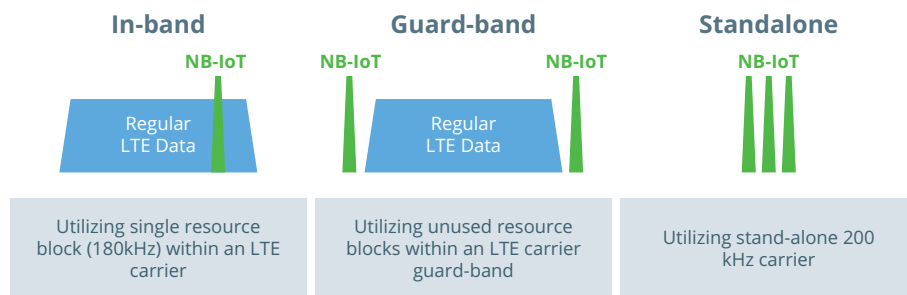 In-band
Guard-band
Standalone
NB-IoT
NB-IoT
NB-IoT
NB-IoT
Regular
LTE Data
Regular
LTE Data
Utilizing single resource
block (180kHz) within an LTE
carrier
Utilizing unused resource
blocks within an LTE carrier
guard-band
Utilizing stand-alone 200
kHz carrier